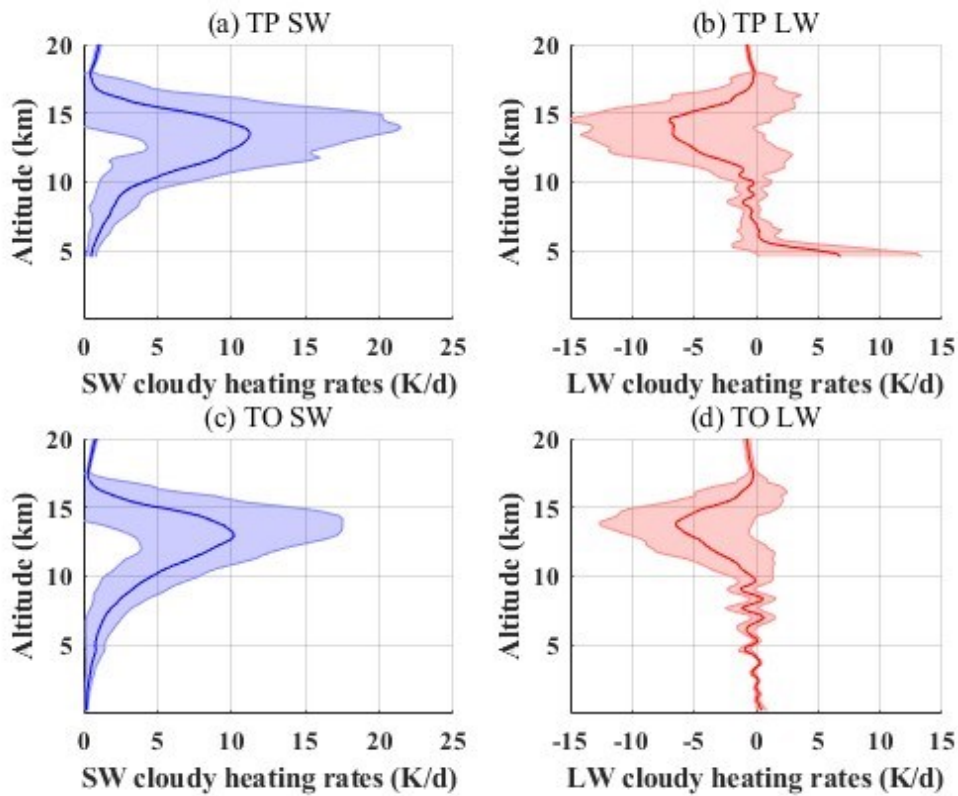 (a) TP SW
(b) TP LW
20
15
10
5
Altitude (km)
0 5 10 15 20 25
SW cloudy heating rates (K/d)
20
15
10
5
Altitude (km)
-15 -10 -5 0 5 10 15
LW cloudy heating rates (K/d)
(c) TO SW
(d) TO LW
20
15
10
5
Altitude (km)
0 5 10 15 20 25
SW cloudy heating rates (K/d)
20
15
10
5
Altitude (km)
-15 -10 -5 0 5 10 15
LW cloudy heating rates (K/d)